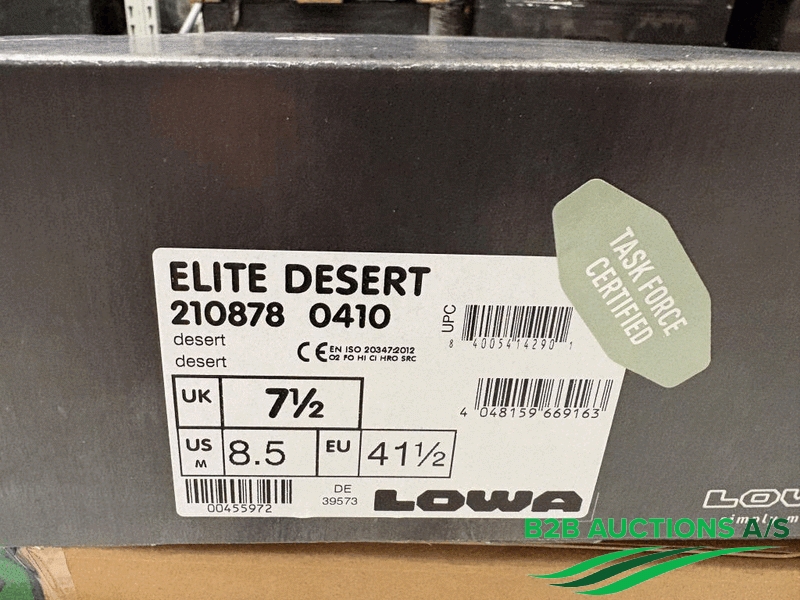 TASK FORCE
CERTIFIED
ELITE DESERT
210878 0410
desert
desert
CE EN ISO 20347:2012
O2 FO HI CI HRO SRC
UPC
8 40054 14290 1
UK 7½
4 048159 669163
US M 8.5 EU 41½
00455972
DE
39573
LOWA
B2B AUCTIONS A/S